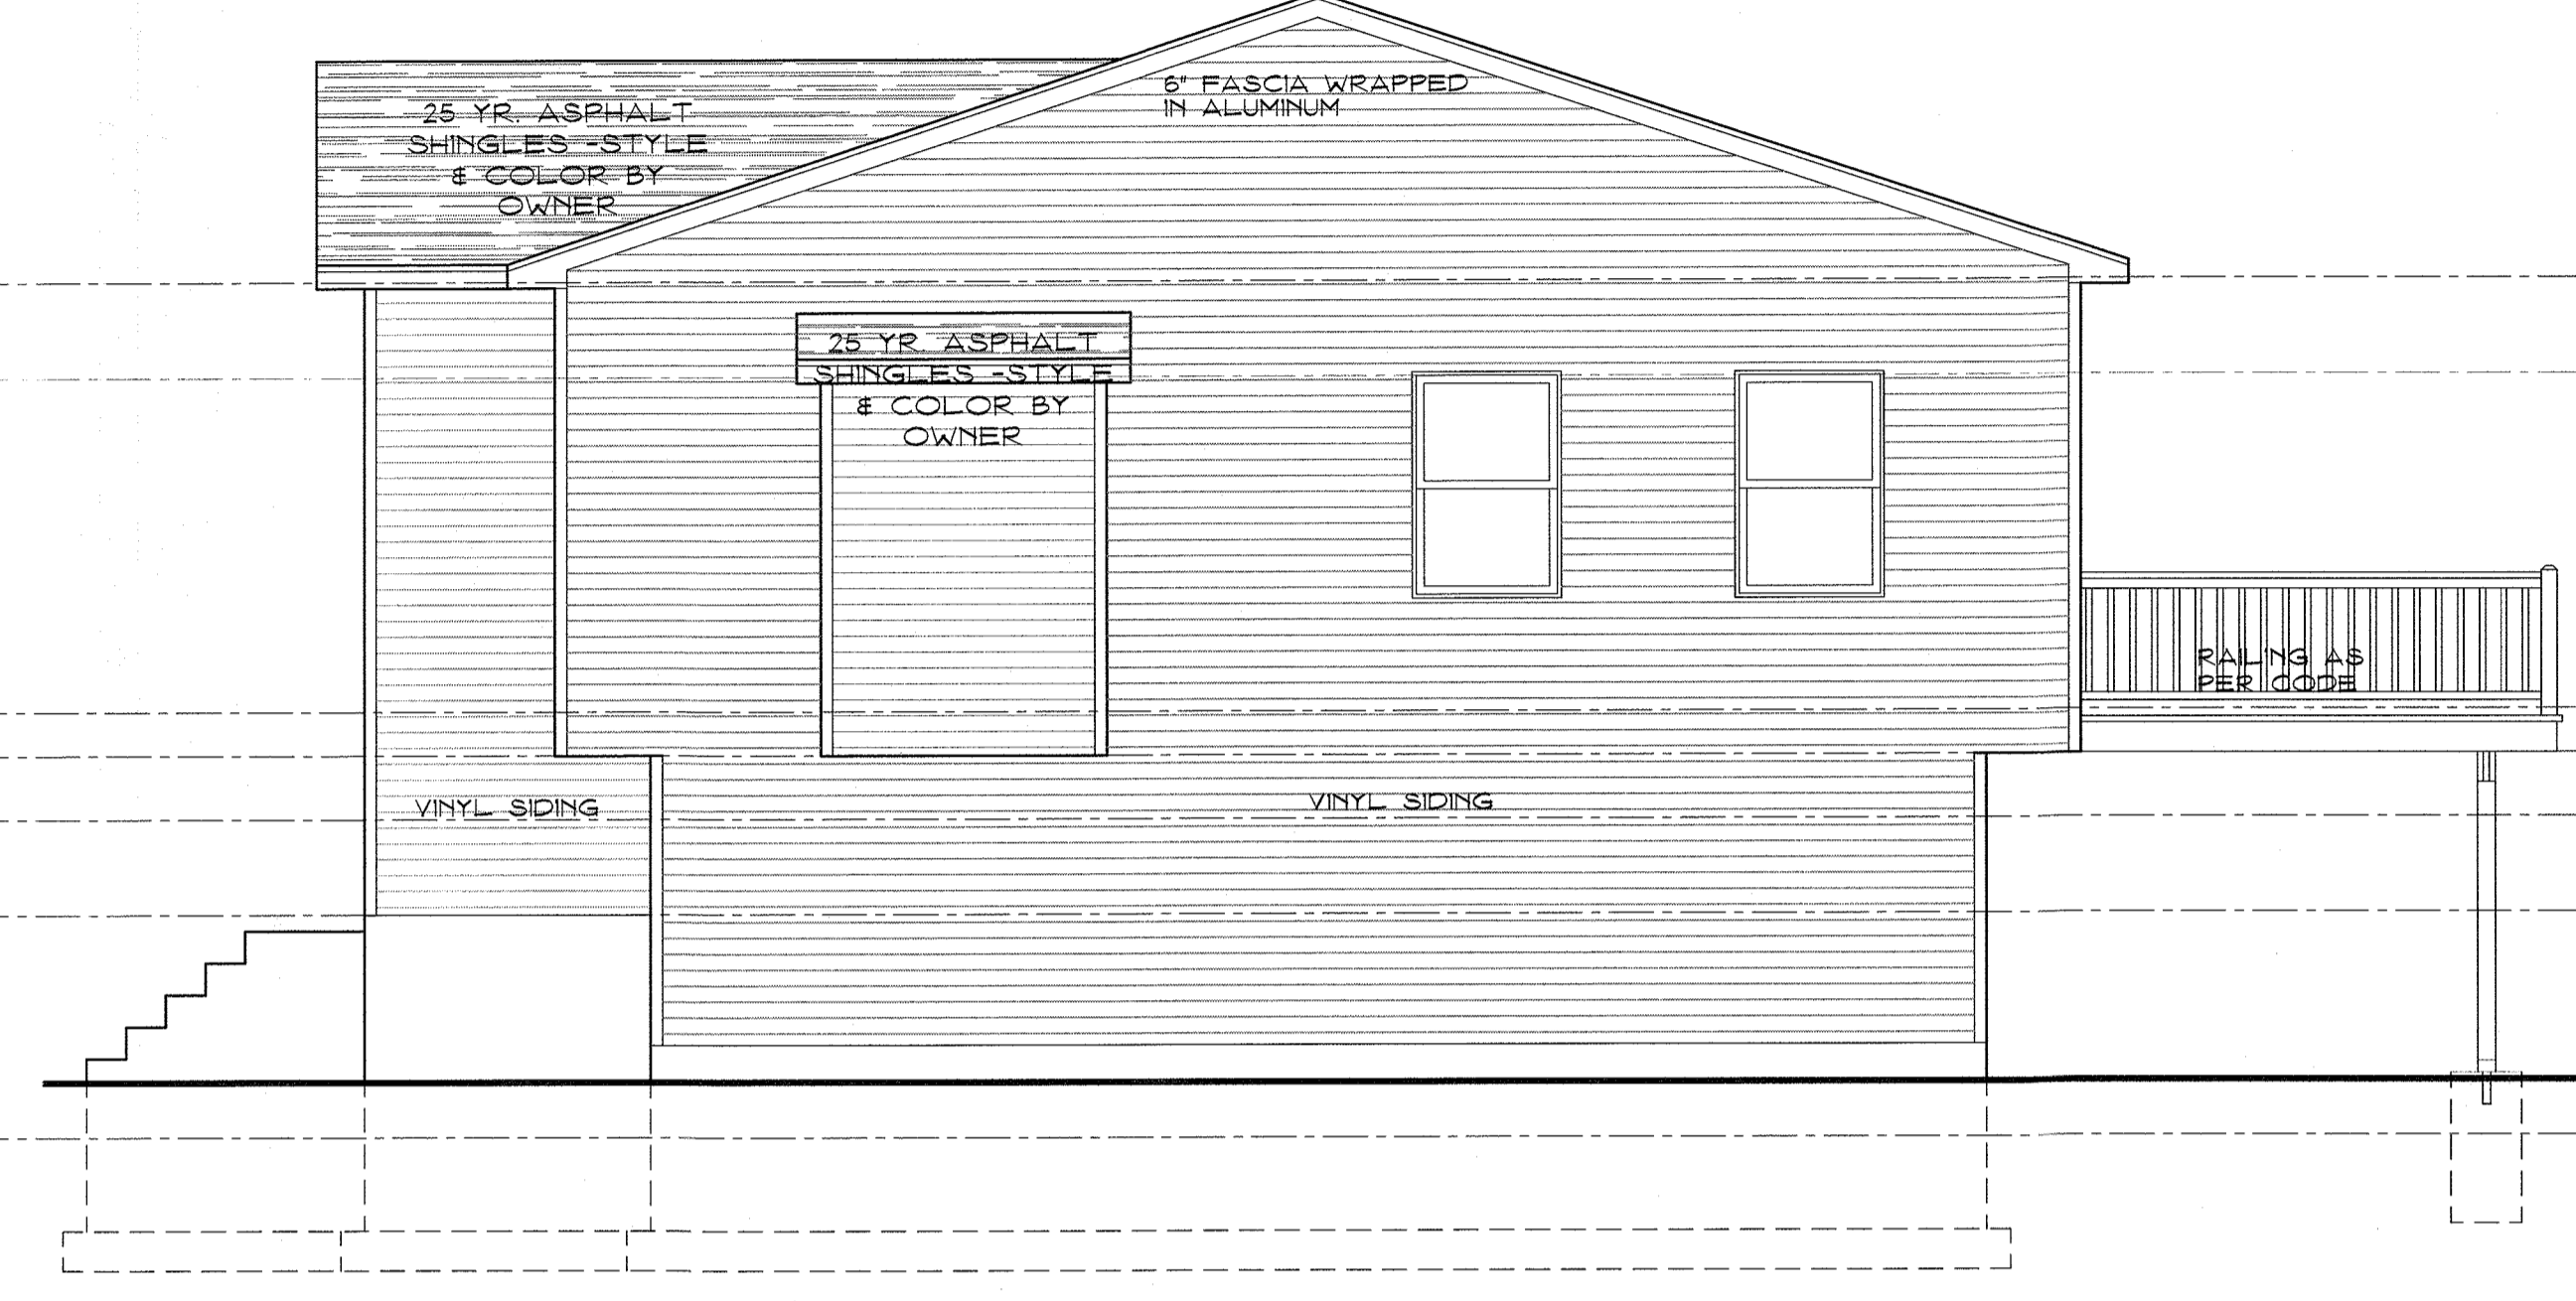 6" FASCIA WRAPPED
IN ALUMINUM
25 YR. ASPHALT
SHINGLES -STYLE
& COLOR BY
OWNER
25 YR. ASPHALT
SHINGLES -STYLE
& COLOR BY
OWNER
RAILING AS
PER CODE
VINYL SIDING
VINYL SIDING